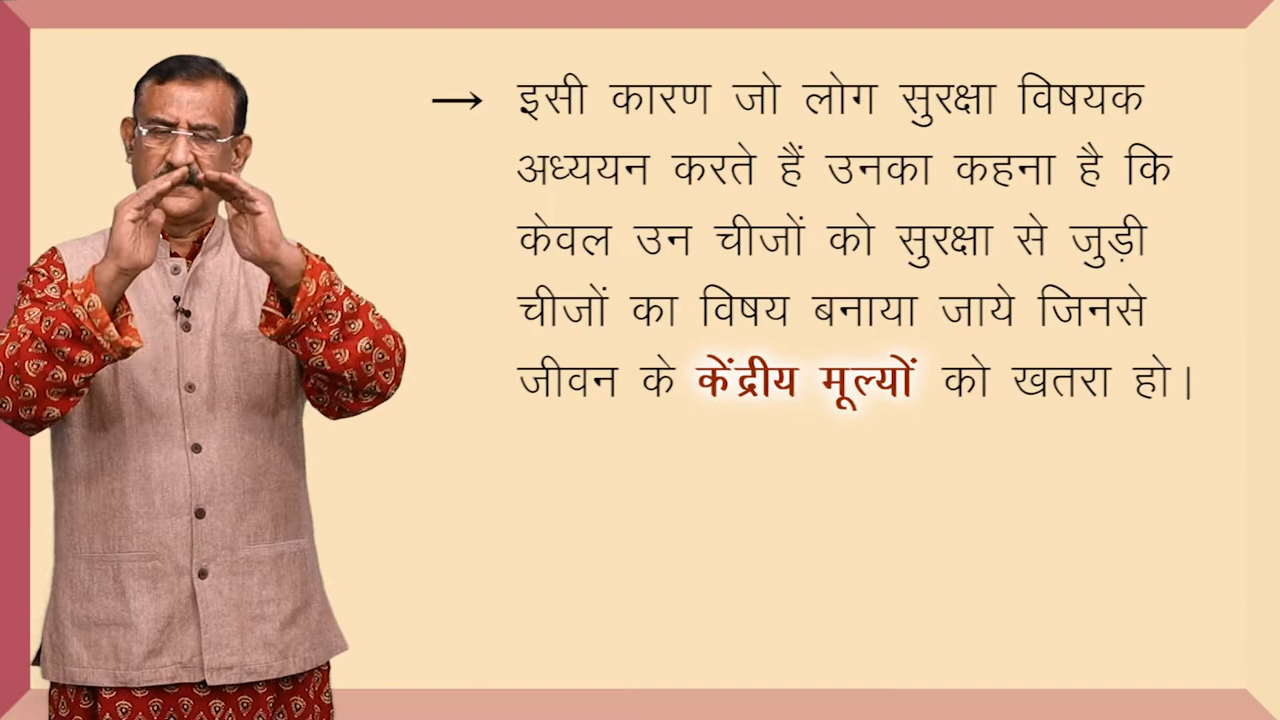 → इसी कारण जो लोग सुरक्षा विषयक
अध्ययन करते हैं उनका कहना है कि
केवल उन चीजों को सुरक्षा से जुड़ी
चीजों का विषय बनाया जाये जिनसे
जीवन के केंद्रीय मूल्यों को खतरा हो।